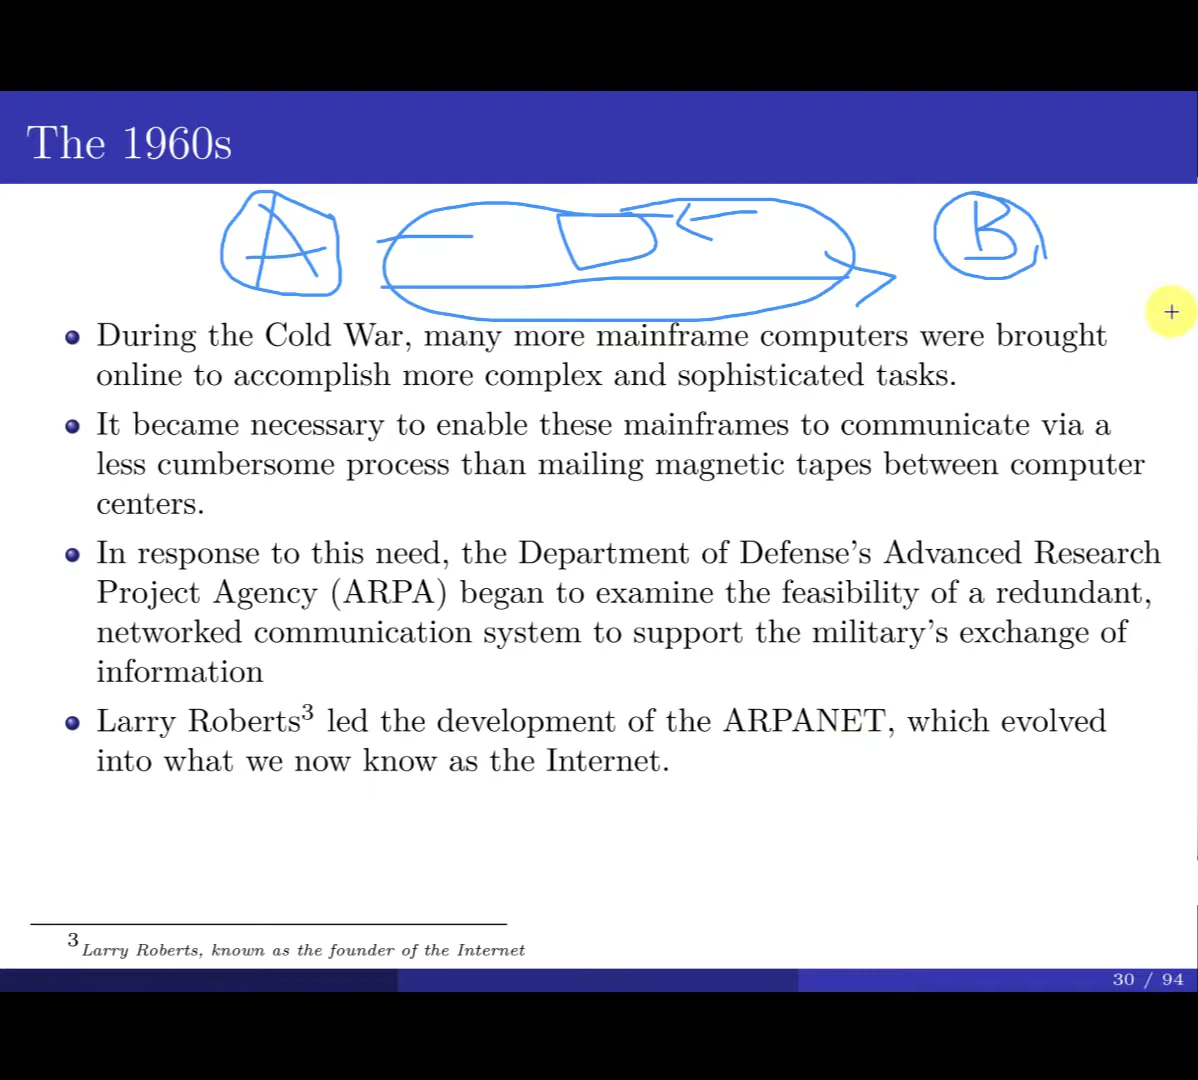 The 1960s
A B
During the Cold War, many more mainframe computers were brought
online to accomplish more complex and sophisticated tasks.
It became necessary to enable these mainframes to communicate via a
less cumbersome process than mailing magnetic tapes between computer
centers.
In response to this need, the Department of Defense's Advanced Research
Project Agency (ARPA) began to examine the feasibility of a redundant,
networked communication system to support the military's exchange of
information
Larry Roberts³ led the development of the ARPANET, which evolved
into what we now know as the Internet.
³Larry Roberts, known as the founder of the Internet
30 / 94